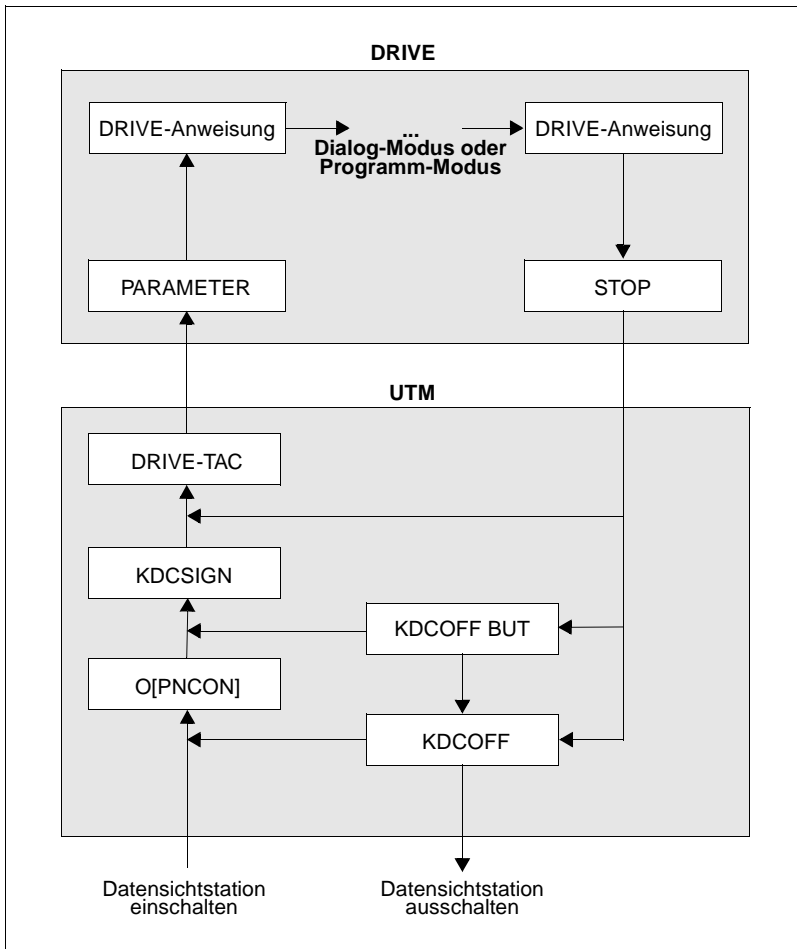 DRIVE
DRIVE-Anweisung
...
DRIVE-Anweisung
Dialog-Modus oder
Programm-Modus
PARAMETER
STOP
UTM
DRIVE-TAC
KDCSIGN
KDCOFF BUT
O[PNCON]
KDCOFF
Datensichtstation
einschalten
Datensichtstation
ausschalten